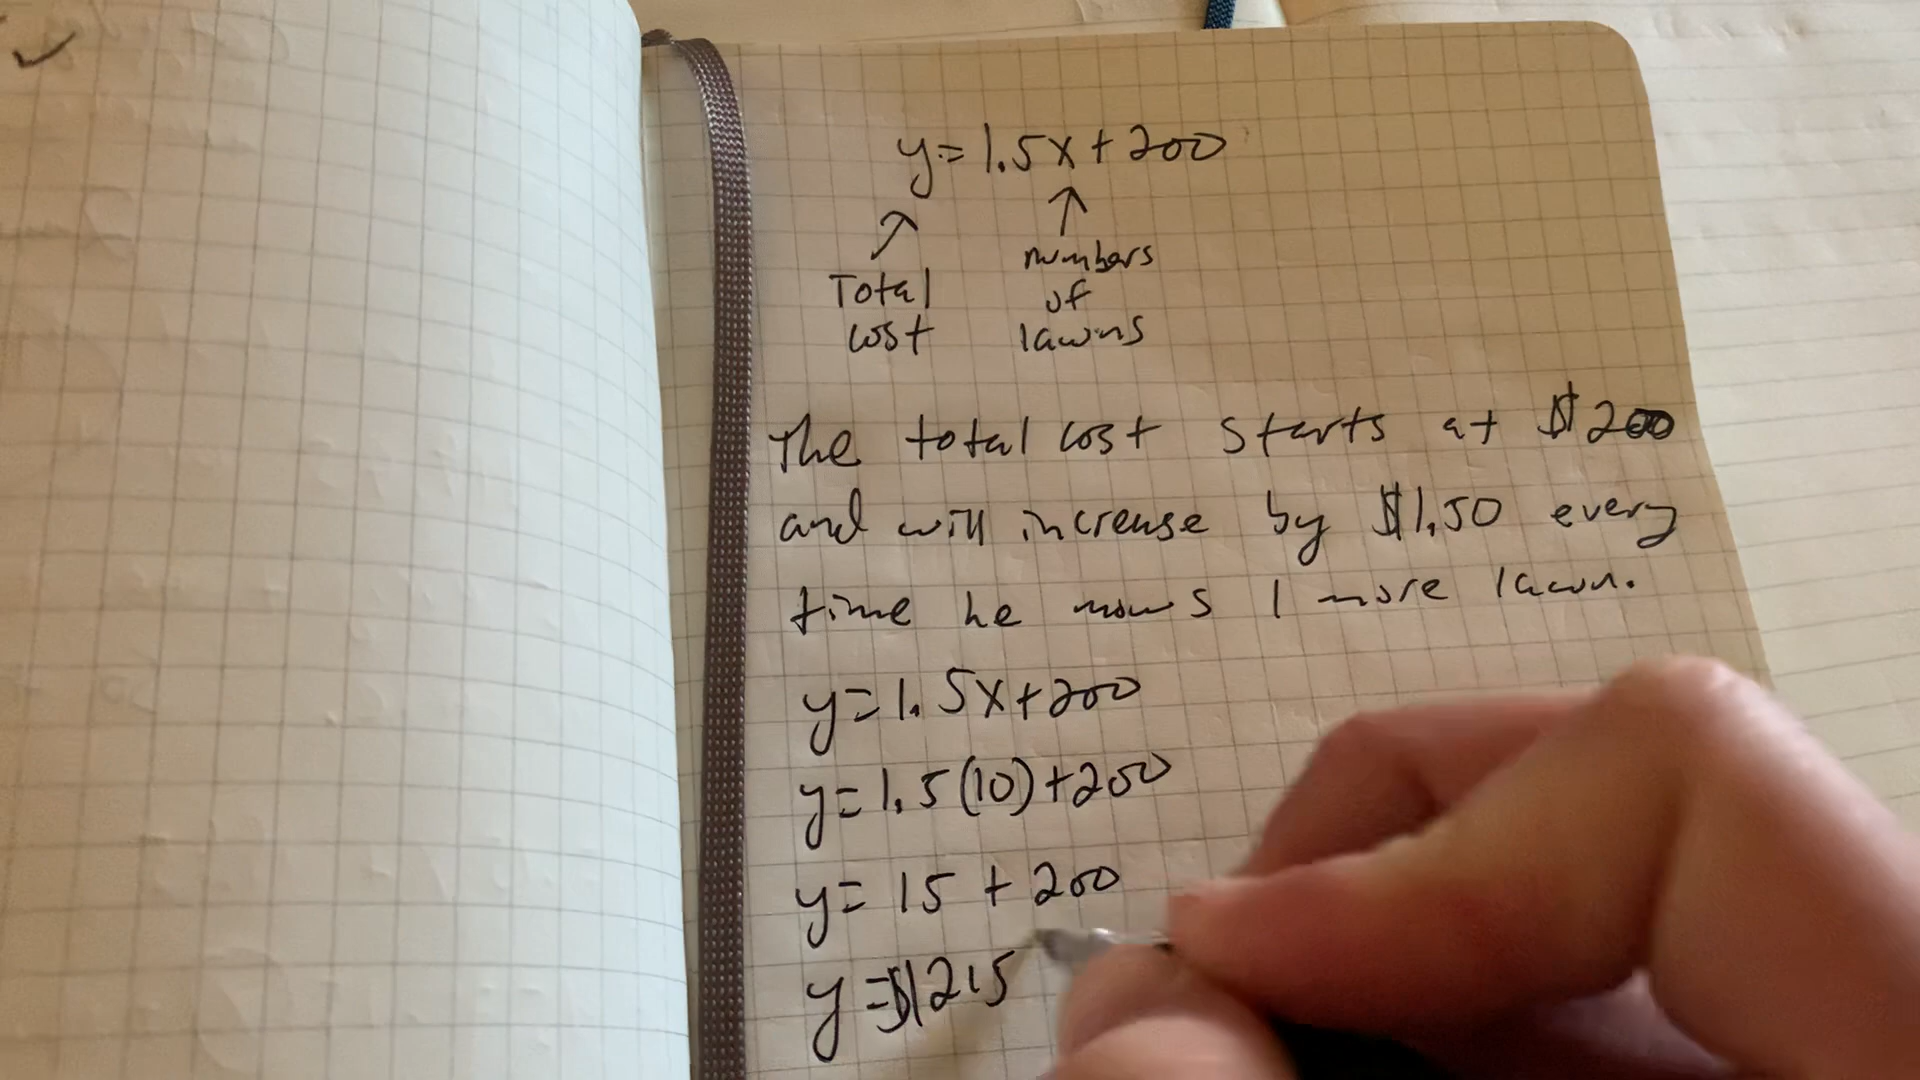 y=1.5x+200
Total
cost
numbers
of
lawns
The total cost starts at $200
and will increase by $1.50 every
time he mows 1 more lawn.
y=1.5x+200
y=1.5(10)+200
y=15+200
y=$215